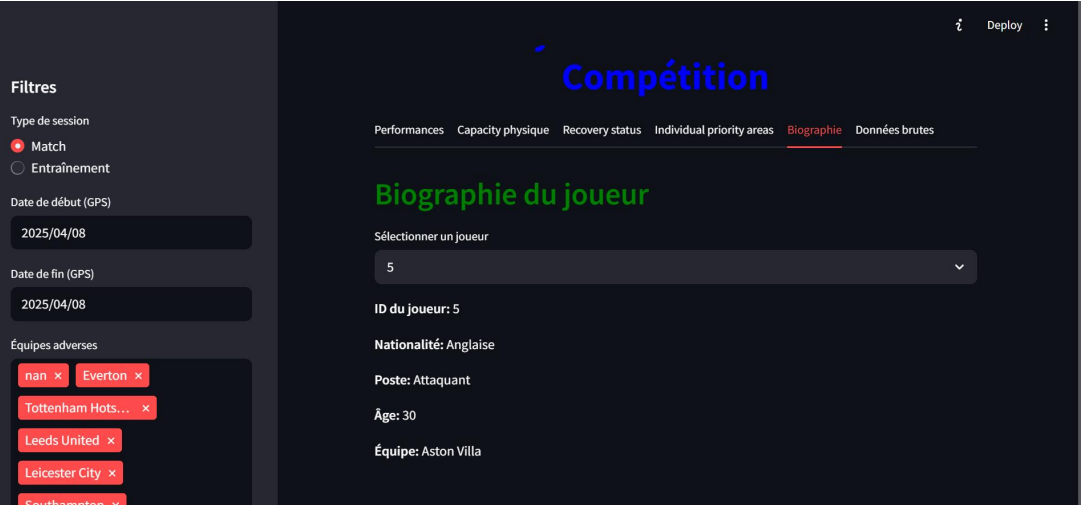 Deploy
Compétition
Filtres
Type de session
Match
Entraînement
Date de début (GPS)
2025/04/08
Date de fin (GPS)
2025/04/08
Équipes adverses
nan ×
Everton ×
Tottenham Hots... ×
Leeds United ×
Leicester City ×
Southampton ×
Performances
Capacity physique
Recovery status
Individual priority areas
Biographie
Données brutes
Biographie du joueur
Sélectionner un joueur
5
ID du joueur: 5
Nationalité: Anglaise
Poste: Attaquant
Âge: 30
Équipe: Aston Villa